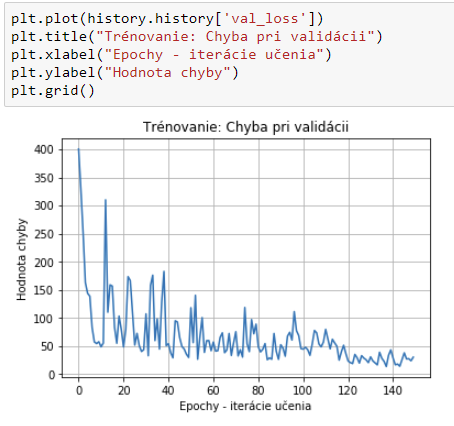 plt.plot(history.history['val_loss'])
plt.title("Trénovanie: Chyba pri validácii")
plt.xlabel("Epochy - iterácie učenia")
plt.ylabel("Hodnota chyby")
plt.grid()
Trénovanie: Chyba pri validácii
400
350
300
250
200
150
100
50
0
Hodnota chyby
0 20 40 60 80 100 120 140
Epochy - iterácie učenia